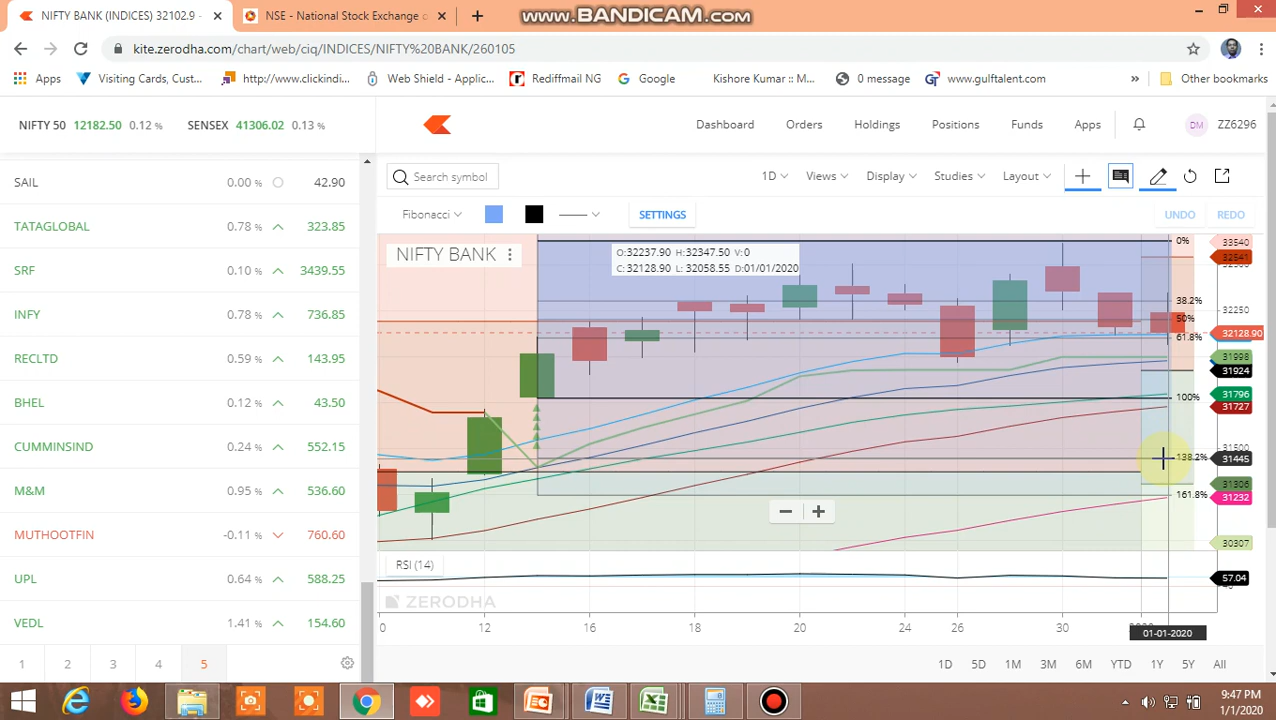 NIFTY BANK (INDICES) 32102.9 -
NSE - National Stock Exchange o
www.BANDICAM.com
kite.zerodha.com/chart/web/ciq/INDICES/NIFTY%20BANK/260105
Apps
Visiting Cards, Cust...
http://www.clickindi...
Web Shield - Applic...
Rediffmail NG
Google
Kishore Kumar :: M...
0 message
www.gulftalent.com
»
Other bookmarks
NIFTY 50 12182.50 0.12 %
SENSEX 41306.02 0.13 %
Dashboard
Orders
Holdings
Positions
Funds
Apps
DM
ZZ6296
SAIL 0.00 % 42.90
TATAGLOBAL 0.78 % 323.85
SRF 0.10 % 3439.55
INFY 0.78 % 736.85
RECLTD 0.59 % 143.95
BHEL 0.12 % 43.50
CUMMINSIND 0.24 % 552.15
M&M 0.95 % 536.60
MUTHOOTFIN -0.11 % 760.60
UPL 0.64 % 588.25
VEDL 1.41 % 154.60
1 2 3 4 5
Search symbol
1D
Views
Display
Studies
Layout
Fibonacci
SETTINGS
UNDO
REDO
NIFTY BANK
O:32237.90 H:32347.50 V:0
C:32128.90 L: 32058.55 D:01/01/2020
0%
38.2%
50%
61.8%
100%
138.2%
161.8%
33540
32541
32250
32128.90
31998
31924
31796
31727
31500
31445
31306
31232
30307
RSI (14)
57.04
ZERODHA
0 12 16 18 20 24 26 30
01-01-2020
1D 5D 1M 3M 6M YTD 1Y 5Y All
9:47 PM
1/1/2020